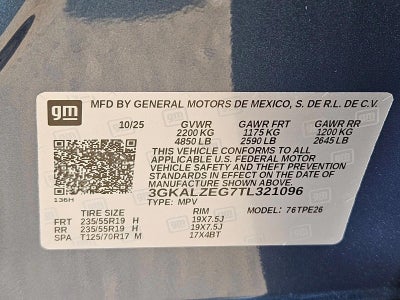 gm
MFD BY GENERAL MOTORS DE MEXICO, S. DE R.L. DE C.V.
10/25 GVWR GAWR FRT GAWR RR
2200 KG 1175 KG 1200 KG
4850 LB 2590 LB 2645 LB
THIS VEHICLE CONFORMS TO ALL
APPLICABLE U.S. FEDERAL MOTOR
VEHICLE SAFETY AND THEFT PREVENTION
STANDARDS IN EFFECT ON THE DATE OF
MANUFACTURE SHOWN ABOVE.
3GKALZEG7TL321096
136H TYPE: MPV
TIRE SIZE RIM MODEL: 76TPE26
FRT 235/55R19 H 19X7.5J
RR 235/55R19 H 19X7.5J
SPA T125/70R17 M 17X4BT